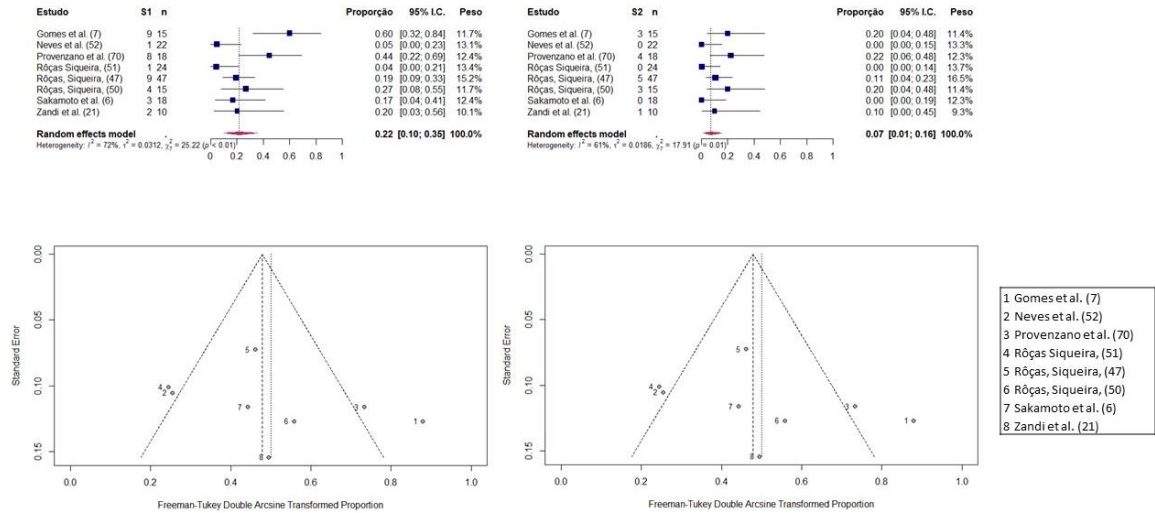 Estudo S1 n Proporção 95% I.C. Peso
Gomes et al. (7) 9 15 0.60 [0.32; 0.84] 11.7%
Neves et al. (52) 1 22 0.05 [0.00; 0.23] 13.1%
Provenzano et al. (70) 8 18 0.44 [0.22; 0.69] 12.4%
Rôças Siqueira, (51) 1 24 0.04 [0.00; 0.21] 13.4%
Rôças, Siqueira, (47) 9 47 0.19 [0.09; 0.33] 15.2%
Rôças, Siqueira, (50) 4 15 0.27 [0.08; 0.55] 11.7%
Sakamoto et al. (6) 3 18 0.17 [0.04; 0.41] 12.4%
Zandi et al. (21) 2 10 0.20 [0.03; 0.56] 10.1%
Random effects model 0.22 [0.10; 0.35] 100.0%
Heterogeneity: I² = 72%, τ² = 0.0312, χ²₇ = 25.22 (p < 0.01)
0 0.2 0.4 0.6 0.8 1
Estudo S2 n Proporção 95% I.C. Peso
Gomes et al. (7) 3 15 0.20 [0.04; 0.48] 11.4%
Neves et al. (52) 0 22 0.00 [0.00; 0.15] 13.3%
Provenzano et al. (70) 4 18 0.22 [0.06; 0.48] 12.3%
Rôças Siqueira, (51) 0 24 0.00 [0.00; 0.14] 13.7%
Rôças, Siqueira, (47) 5 47 0.11 [0.04; 0.23] 16.5%
Rôças, Siqueira, (50) 3 15 0.20 [0.04; 0.48] 11.4%
Sakamoto et al. (6) 0 18 0.00 [0.00; 0.19] 12.3%
Zandi et al. (21) 1 10 0.10 [0.00; 0.45] 9.3%
Random effects model 0.07 [0.01; 0.16] 100.0%
Heterogeneity: I² = 61%, τ² = 0.0186, χ²₇ = 17.91 (p = 0.01)
0 0.2 0.4 0.6 0.8 1
Standard Error
0.00
0.05
0.10
0.15
5
4
2
7
3
6
1
8
0.0 0.2 0.4 0.6 0.8 1.0
Freeman-Tukey Double Arcsine Transformed Proportion
Standard Error
0.00
0.05
0.10
0.15
5
4
2
7
3
6
1
8
0.0 0.2 0.4 0.6 0.8 1.0
Freeman-Tukey Double Arcsine Transformed Proportion
1 Gomes et al. (7)
2 Neves et al. (52)
3 Provenzano et al. (70)
4 Rôças Siqueira, (51)
5 Rôças, Siqueira, (47)
6 Rôças, Siqueira, (50)
7 Sakamoto et al. (6)
8 Zandi et al. (21)